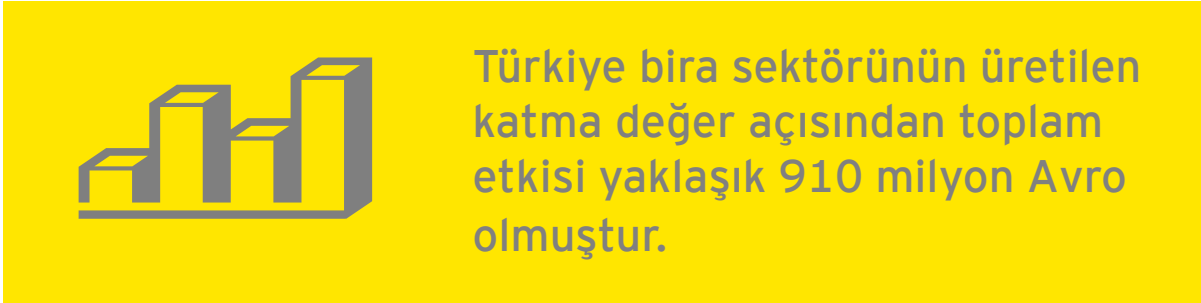 Türkiye bira sektörünün üretilen
katma değer açısından toplam
etkisi yaklaşık 910 milyon Avro
olmuştur.